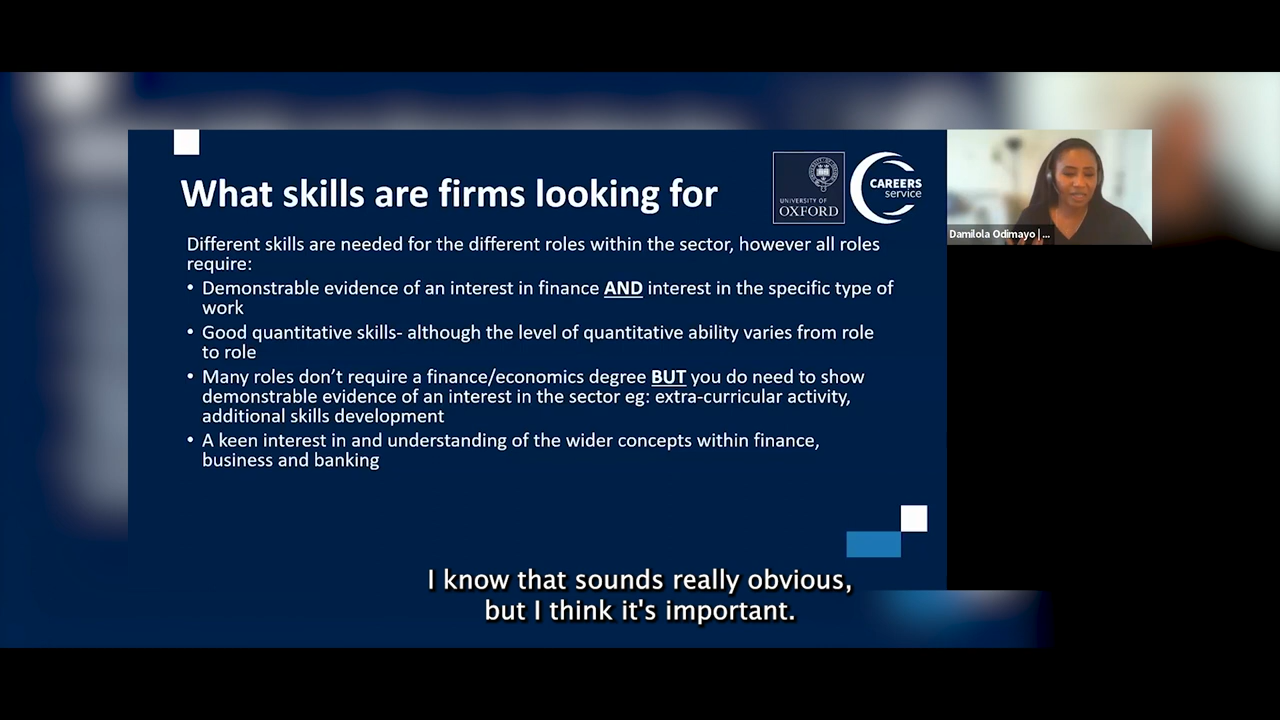 What skills are firms looking for
UNIVERSITY OF
OXFORD
CAREERS
service
Different skills are needed for the different roles within the sector, however all roles
require:
• Demonstrable evidence of an interest in finance AND interest in the specific type of
work
• Good quantitative skills- although the level of quantitative ability varies from role
to role
• Many roles don’t require a finance/economics degree BUT you do need to show
demonstrable evidence of an interest in the sector eg: extra-curricular activity,
additional skills development
• A keen interest in and understanding of the wider concepts within finance,
business and banking
Damilola Odimayo | ...
I know that sounds really obvious,
but I think it's important.